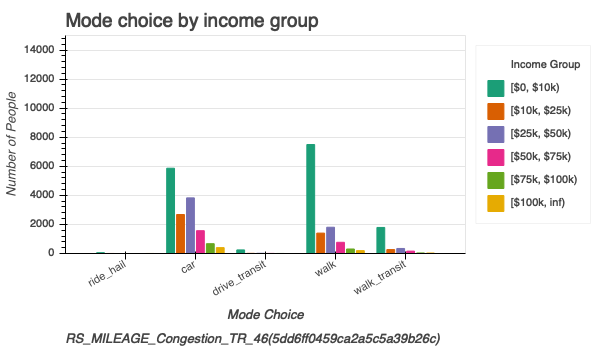 Mode choice by income group
Number of People
14000
12000
10000
8000
6000
4000
2000
0
ride_hail
car
drive_transit
walk
walk_transit
Mode Choice
RS_MILEAGE_Congestion_TR_46(5dd6ff0459ca2a5c5a39b26c)
Income Group
[$0, $10k)
[$10k, $25k)
[$25k, $50k)
[$50k, $75k)
[$75k, $100k)
[$100k, inf)